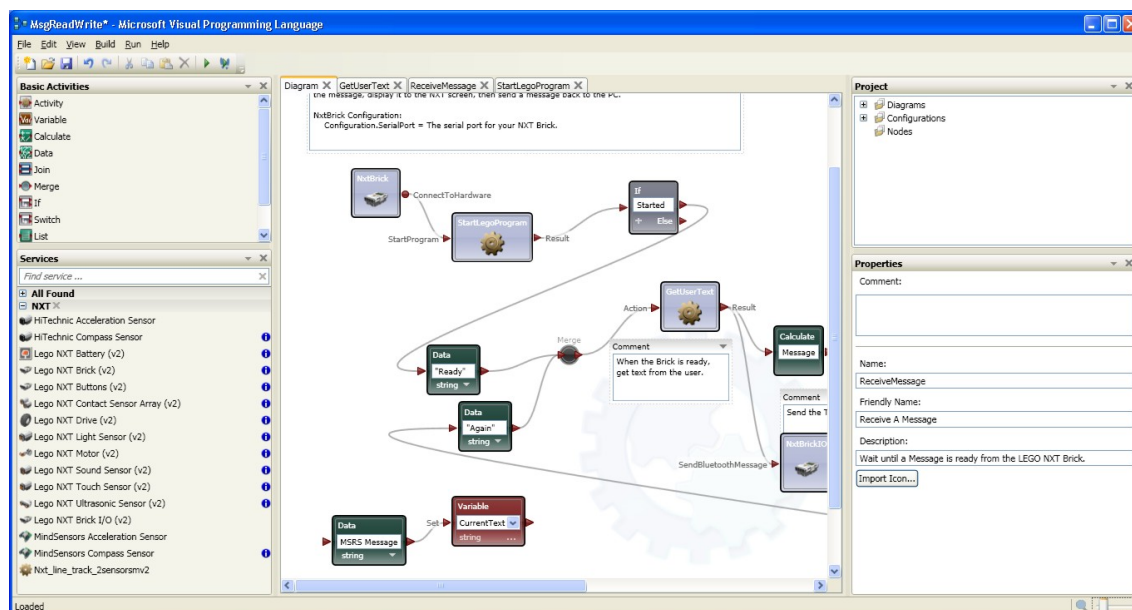 MsgReadWrite* - Microsoft Visual Programming Language
File Edit View Build Run Help
Basic Activities
Activity
Variable
Calculate
Data
Join
Merge
If
Switch
List
Services
Find service ...
All Found
NXT
HiTechnic Acceleration Sensor
HiTechnic Compass Sensor
Lego NXT Battery (v2)
Lego NXT Brick (v2)
Lego NXT Buttons (v2)
Lego NXT Contact Sensor Array (v2)
Lego NXT Drive (v2)
Lego NXT Light Sensor (v2)
Lego NXT Motor (v2)
Lego NXT Sound Sensor (v2)
Lego NXT Touch Sensor (v2)
Lego NXT Ultrasonic Sensor (v2)
Lego NXT Brick I/O (v2)
MindSensors Acceleration Sensor
MindSensors Compass Sensor
Nxt_line_track_2sensorsmv2
Diagram GetUserText ReceiveMessage StartLegoProgram
the message, display it to the NXT screen, then send a message back to the PC.
NxtBrick Configuration:
Configuration.SerialPort = The serial port for your NXT Brick.
NxtBrick
ConnectToHardware
StartProgram
StartLegoProgram
Result
If
Started
Else
Action
GetUserText
Result
Merge
Comment
When the Brick is ready,
get text from the user.
Data
"Ready"
string
Data
"Again"
string
Calculate
Message
Comment
Send the T
SendBluetoothMessage
NxtBrickIO
Data
MSRS Message
string
Set
Variable
CurrentText
string ...
Project
Diagrams
Configurations
Nodes
Properties
Comment:
Name:
ReceiveMessage
Friendly Name:
Receive A Message
Description:
Wait until a Message is ready from the LEGO NXT Brick.
Import Icon...
Loaded